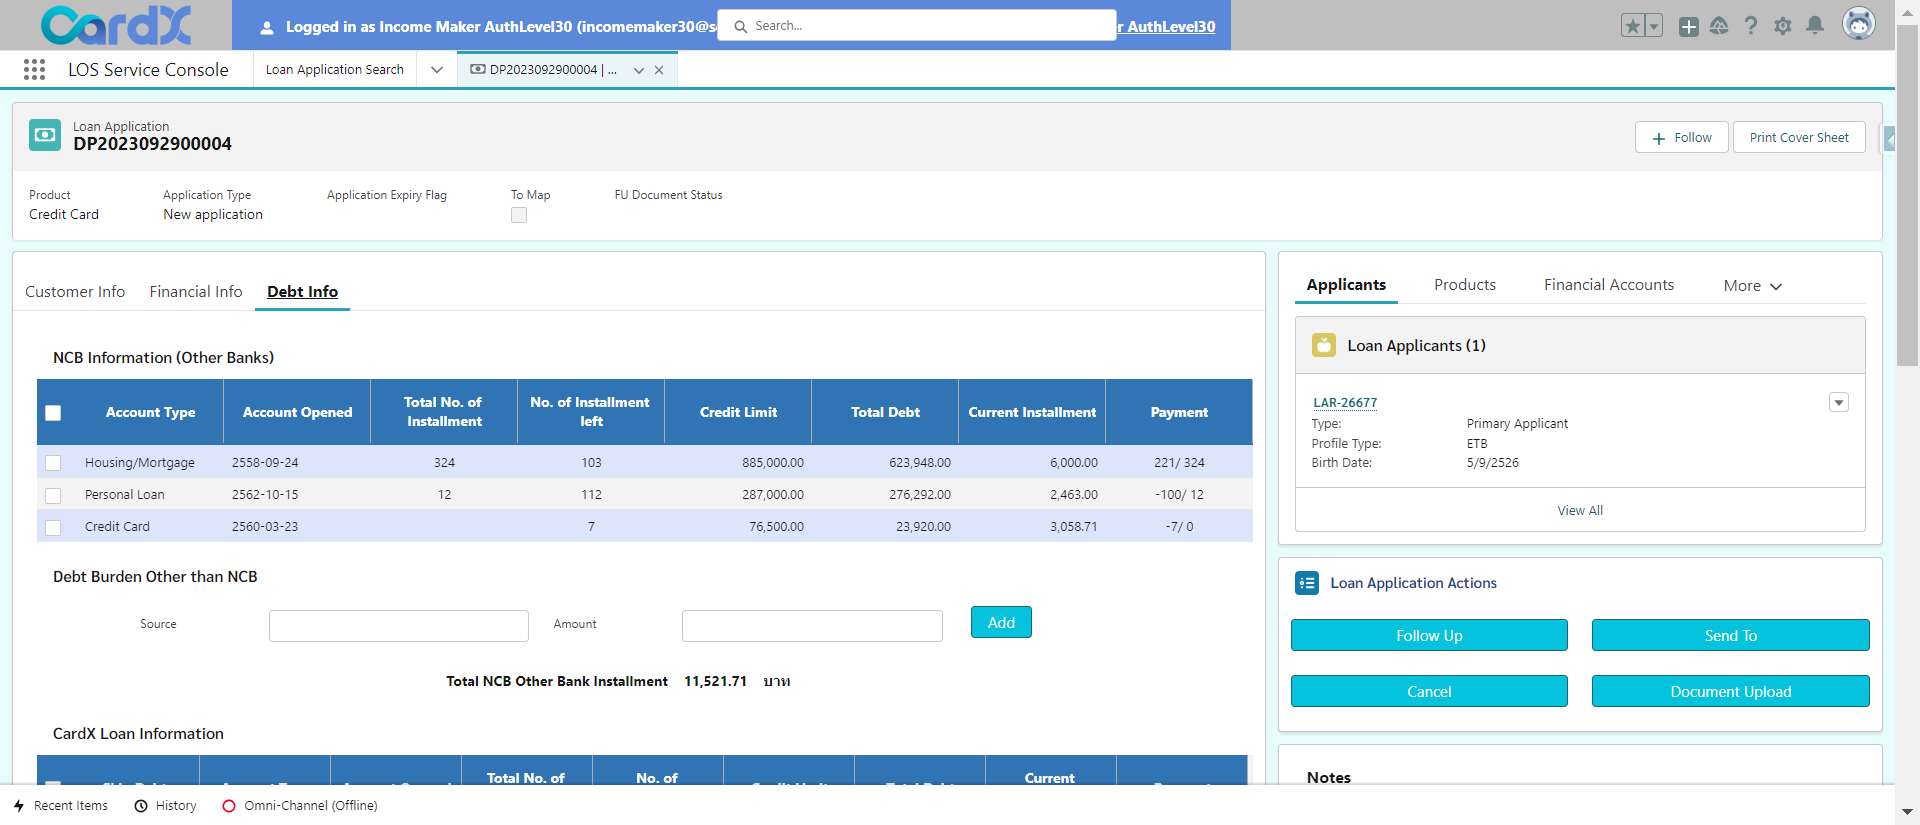 CardX
Logged in as Income Maker AuthLevel30 (incomemaker30@s
Search...
r AuthLevel30
LOS Service Console
Loan Application Search
DP2023092900004 | ...
Loan Application
DP2023092900004
Follow
Print Cover Sheet
Product
Application Type
Application Expiry Flag
To Map
FU Document Status
Credit Card
New application
Customer Info
Financial Info
Debt Info
NCB Information (Other Banks)
Account Type Account Opened Total No. of Installment No. of Installment left Credit Limit Total Debt Current Installment Payment
Housing/Mortgage 2558-09-24 324 103 885,000.00 623,948.00 6,000.00 221/ 324
Personal Loan 2562-10-15 12 112 287,000.00 276,292.00 2,463.00 -100/ 12
Credit Card 2560-03-23 7 76,500.00 23,920.00 3,058.71 -7/ 0
Debt Burden Other than NCB
Source
Amount
Add
Total NCB Other Bank Installment 11,521.71 บาท
CardX Loan Information
Total No. of
No. of
Current
Applicants
Products
Financial Accounts
More
Loan Applicants (1)
LAR-26677
Type: Primary Applicant
Profile Type: ETB
Birth Date: 5/9/2526
View All
Loan Application Actions
Follow Up
Send To
Cancel
Document Upload
Notes
Recent Items
History
Omni-Channel (Offline)